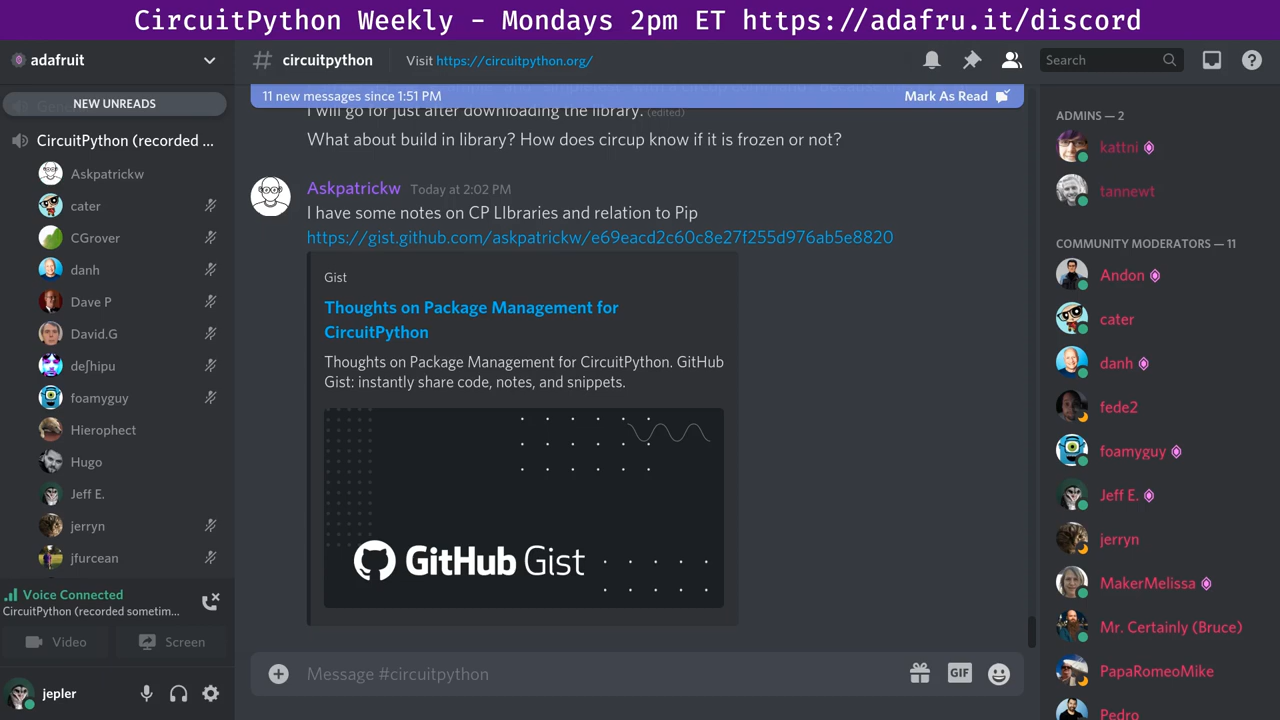 CircuitPython Weekly - Mondays 2pm ET https://adafru.it/discord
adafruit
NEW UNREADS
CircuitPython (recorded ...
Askpatrickw
cater
CGrover
danh
Dave P
David.G
deʃhipu
foamyguy
Hierophect
Hugo
Jeff E.
jerryn
jfurcean
Voice Connected
CircuitPython (recorded sometim...
Video
Screen
jepler
# circuitpython
Visit https://circuitpython.org/
Search
11 new messages since 1:51 PM
Mark As Read
I will go for just after downloading the library. (edited)
What about build in library? How does circup know if it is frozen or not?
Askpatrickw Today at 2:02 PM
I have some notes on CP LIbraries and relation to Pip
https://gist.github.com/askpatrickw/e69eacd2c60c8e27f255d976ab5e8820
Gist
Thoughts on Package Management for
CircuitPython
Thoughts on Package Management for CircuitPython. GitHub
Gist: instantly share code, notes, and snippets.
GitHub Gist
Message #circuitpython
GIF
ADMINS — 2
kattni
tannewt
COMMUNITY MODERATORS — 11
Andon
cater
danh
fede2
foamyguy
Jeff E.
jerryn
MakerMelissa
Mr. Certainly (Bruce)
PapaRomeoMike
Pedro